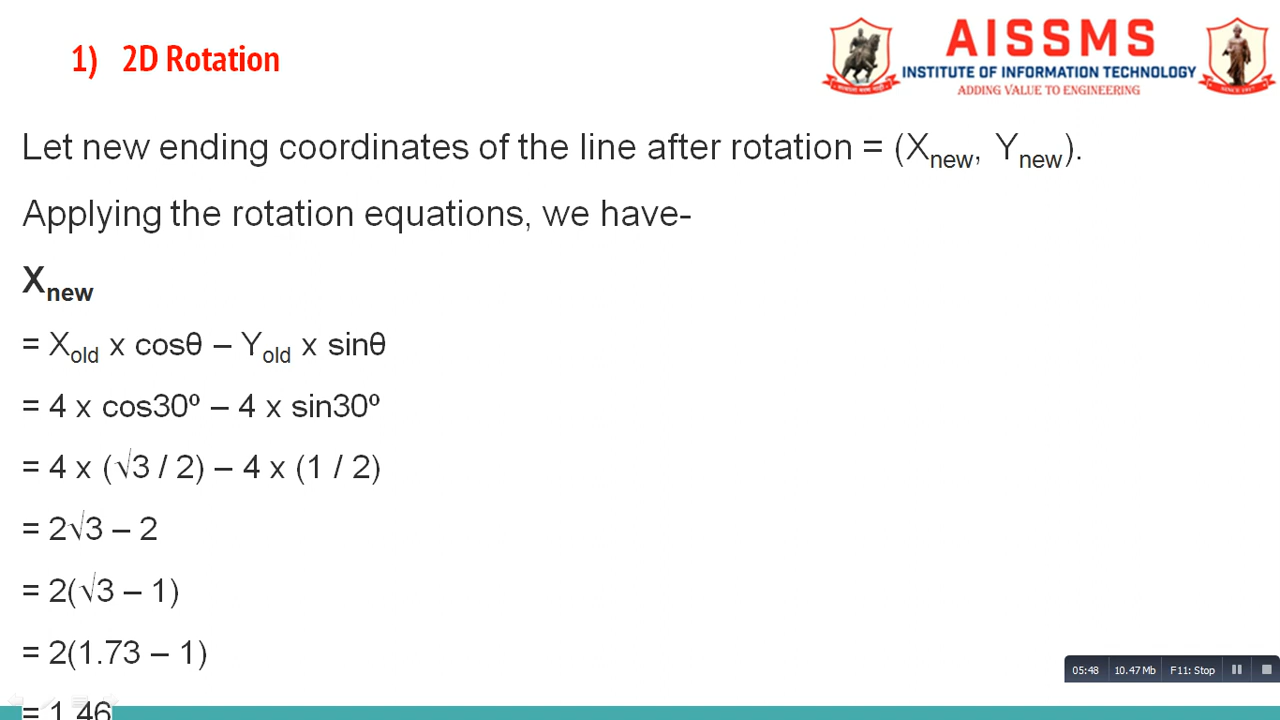 1) 2D Rotation
AISSMS
INSTITUTE OF INFORMATION TECHNOLOGY
ADDING VALUE TO ENGINEERING
SINCE 1917
Let new ending coordinates of the line after rotation = (Xnew, Ynew).
Applying the rotation equations, we have-
Xnew
= Xold x cosθ – Yold x sinθ
= 4 x cos30º – 4 x sin30º
= 4 x (√3 / 2) – 4 x (1 / 2)
= 2√3 – 2
= 2(√3 – 1)
= 2(1.73 – 1)
= 1.46
05:48 10.47 Mb F11: Stop